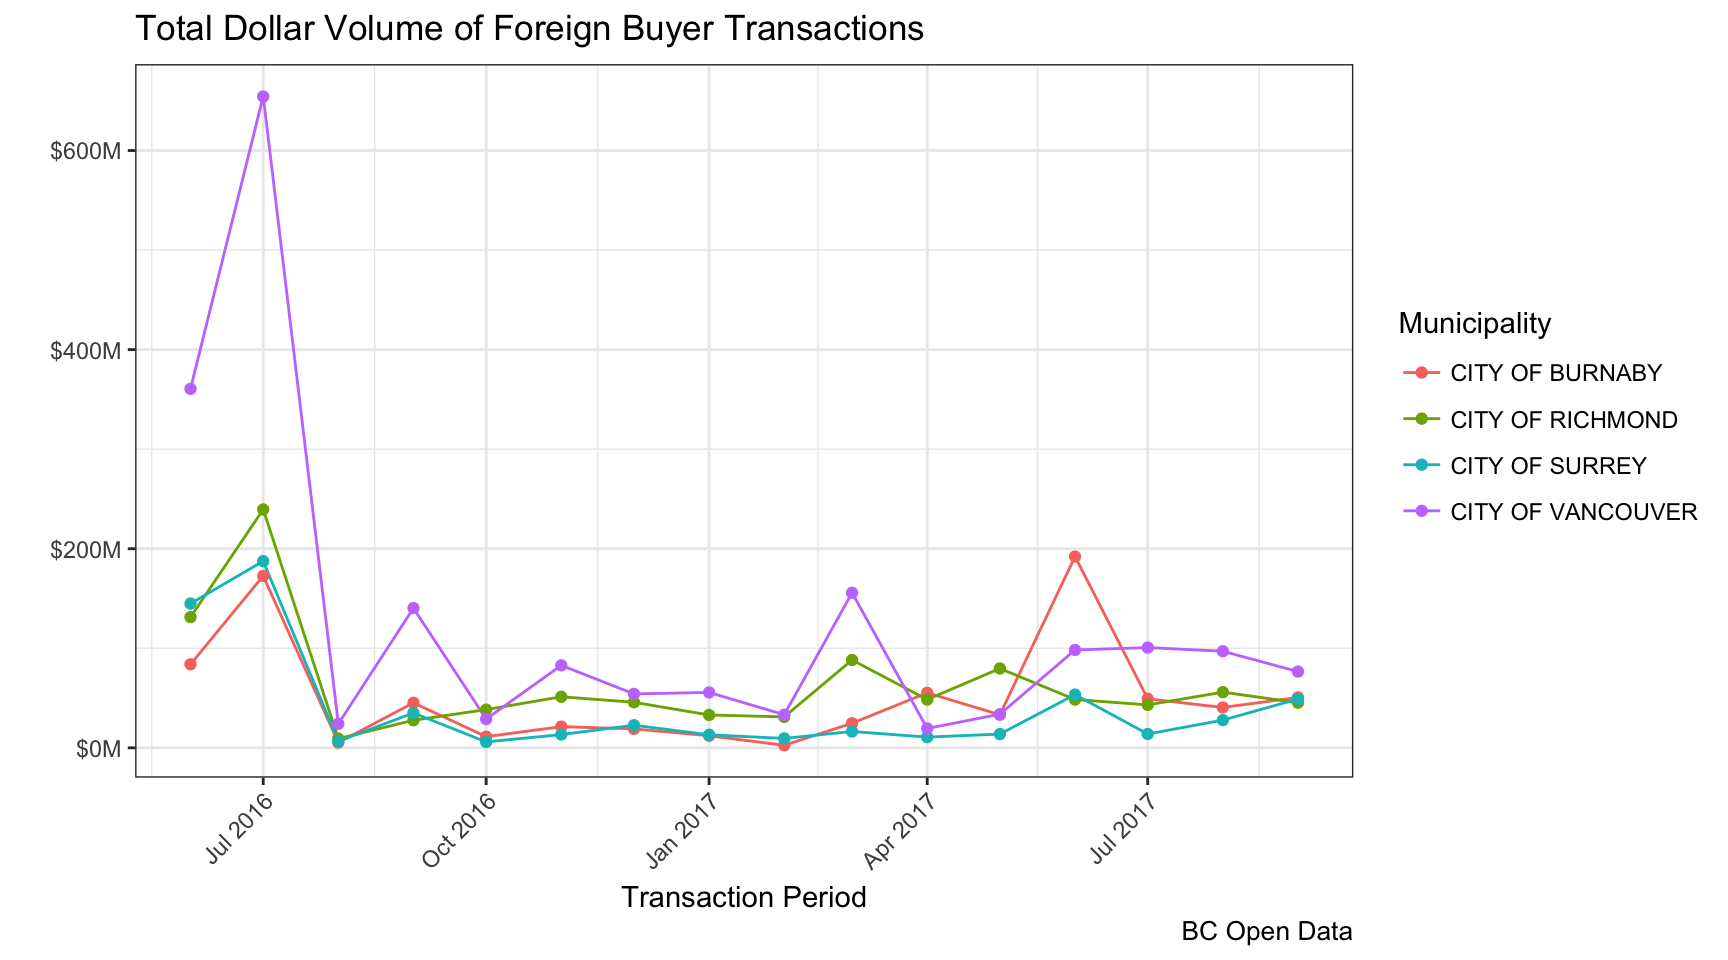 Total Dollar Volume of Foreign Buyer Transactions
$600M
$400M
$200M
$0M
Jul 2016
Oct 2016
Jan 2017
Apr 2017
Jul 2017
Transaction Period
Municipality
CITY OF BURNABY
CITY OF RICHMOND
CITY OF SURREY
CITY OF VANCOUVER
BC Open Data